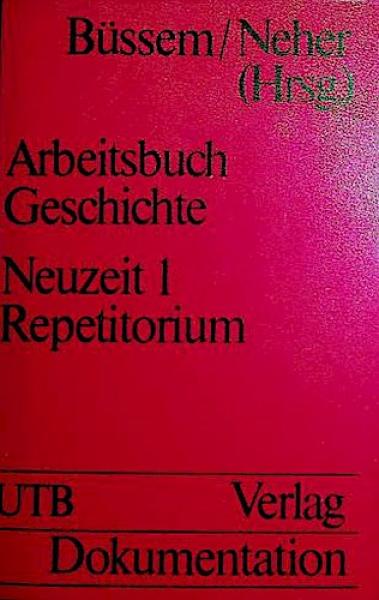 Büssem/Neher
(Hrsg.)
Arbeitsbuch
Geschichte
Neuzeit 1
Repetitorium
UTB Verlag
Dokumentation